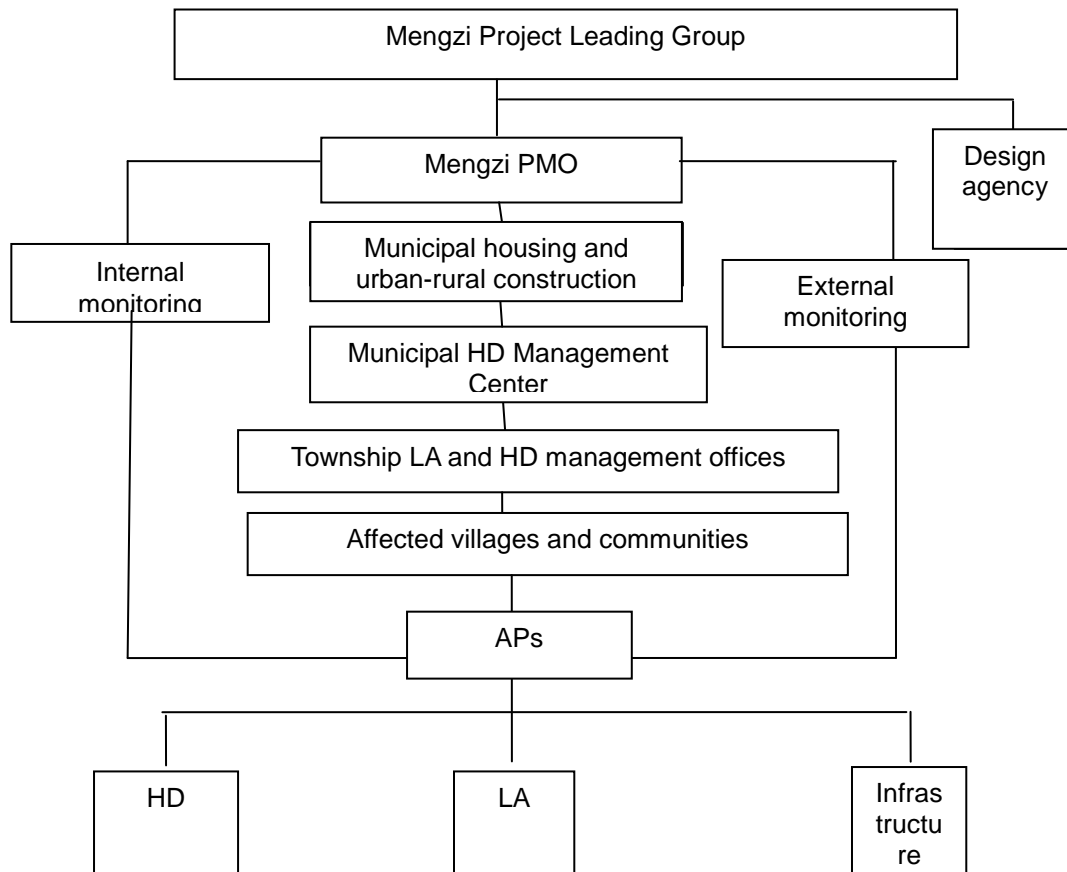 Mengzi Project Leading Group
Mengzi PMO
Design
agency
Municipal housing and
urban-rural construction
Internal
monitoring
External
monitoring
Municipal HD Management
Center
Township LA and HD management offices
Affected villages and communities
APs
HD
LA
Infras
tructu
re